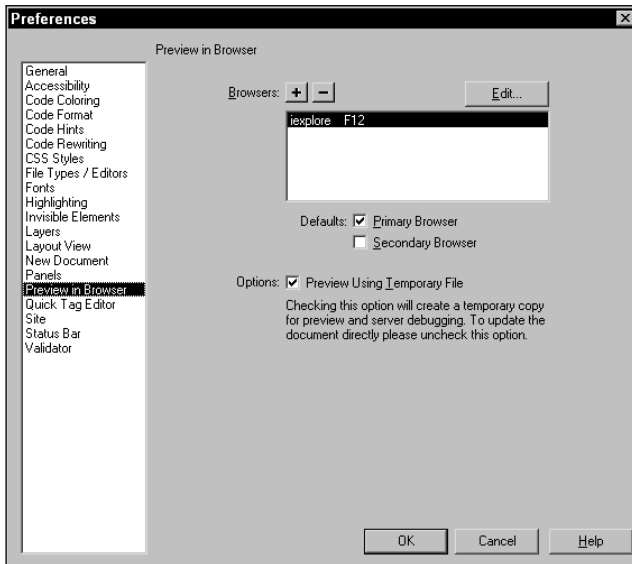 Preferences
Preview in Browser
General
Accessibility
Code Coloring
Code Format
Code Hints
Code Rewriting
CSS Styles
File Types / Editors
Fonts
Highlighting
Invisible Elements
Layers
Layout View
New Document
Panels
Preview in Browser
Quick Tag Editor
Site
Status Bar
Validator
Browsers: + − Edit...
iexplore F12
Defaults: Primary Browser
Secondary Browser
Options: Preview Using Temporary File
Checking this option will create a temporary copy
for preview and server debugging. To update the
document directly please uncheck this option.
OK Cancel Help